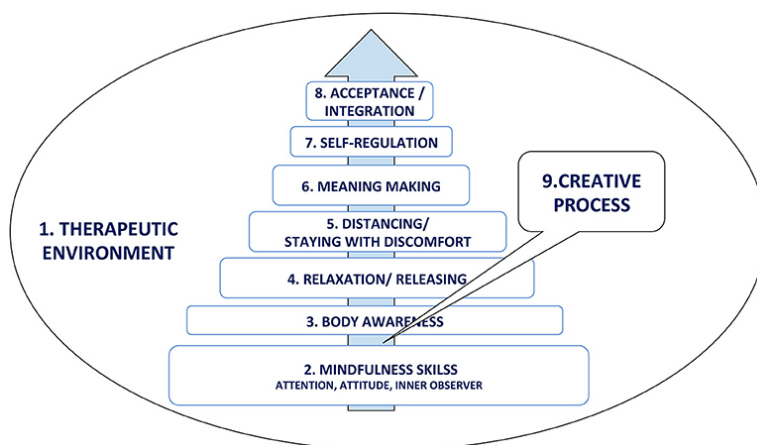 8. ACCEPTANCE /
INTEGRATION
7. SELF-REGULATION
6. MEANING MAKING
9.CREATIVE
PROCESS
1. THERAPEUTIC
ENVIRONMENT
5. DISTANCING/
STAYING WITH DISCOMFORT
4. RELAXATION/ RELEASING
3. BODY AWARENESS
2. MINDFULNESS SKILSS
ATTENTION, ATTITUDE, INNER OBSERVER